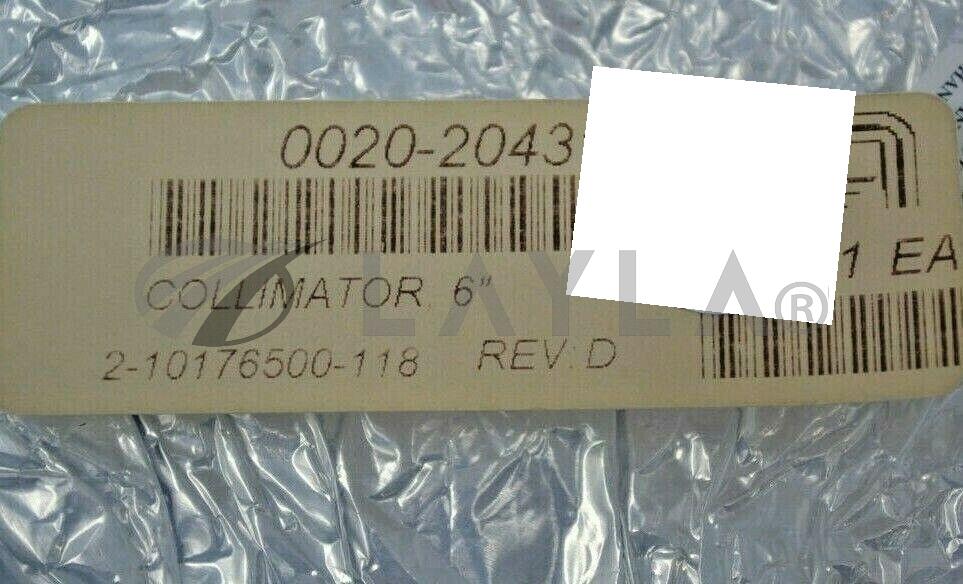 0020-2043
1 EA
COLLIMATOR, 6"
LAYLA®
2-10176500-118 REV: D